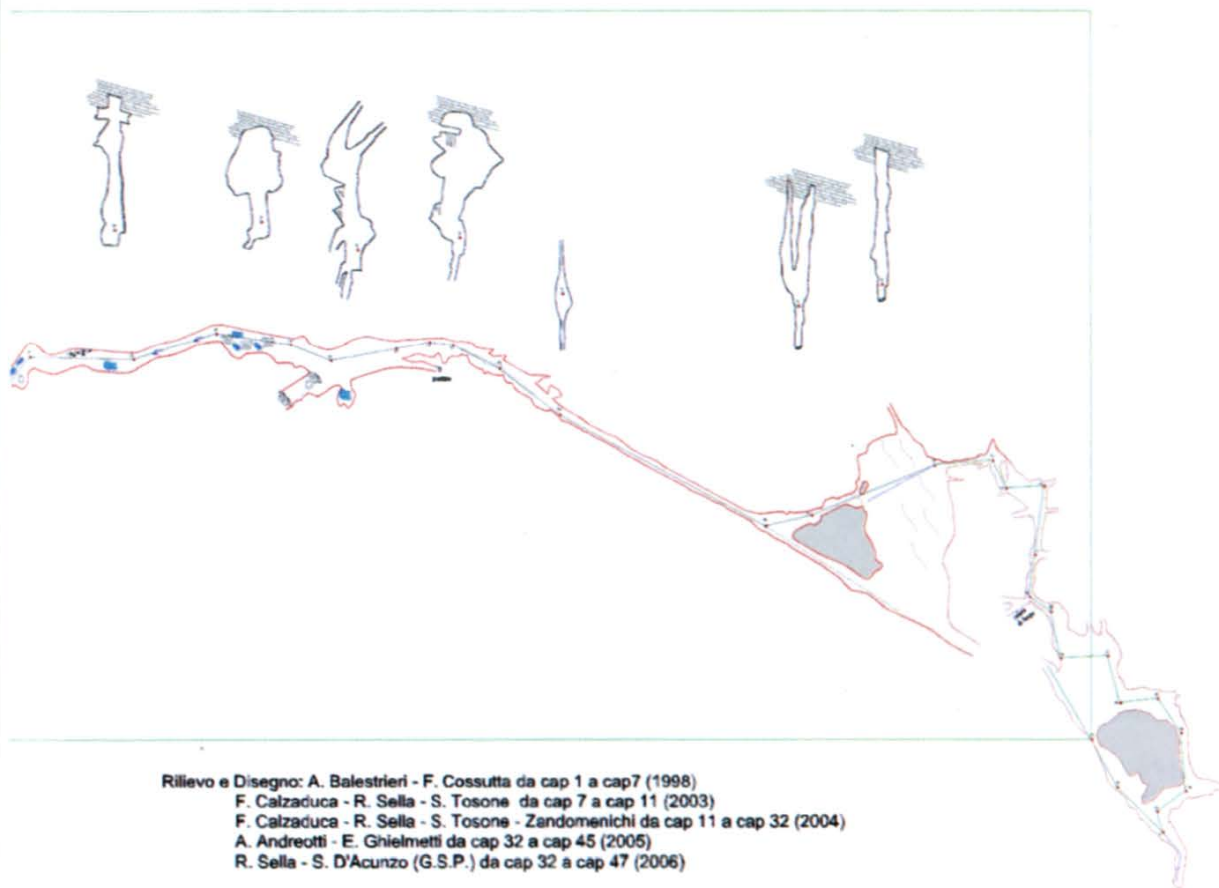 Rilievo e Disegno: A. Balestrieri - F. Cossutta da cap 1 a cap7 (1998)
F. Calzaduca - R. Sella - S. Tosone da cap 7 a cap 11 (2003)
F. Calzaduca - R. Sella - S. Tosone - Zandomenichi da cap 11 a cap 32 (2004)
A. Andreotti - E. Ghielmetti da cap 32 a cap 45 (2005)
R. Sella - S. D'Acunzo (G.S.P.) da cap 32 a cap 47 (2006)